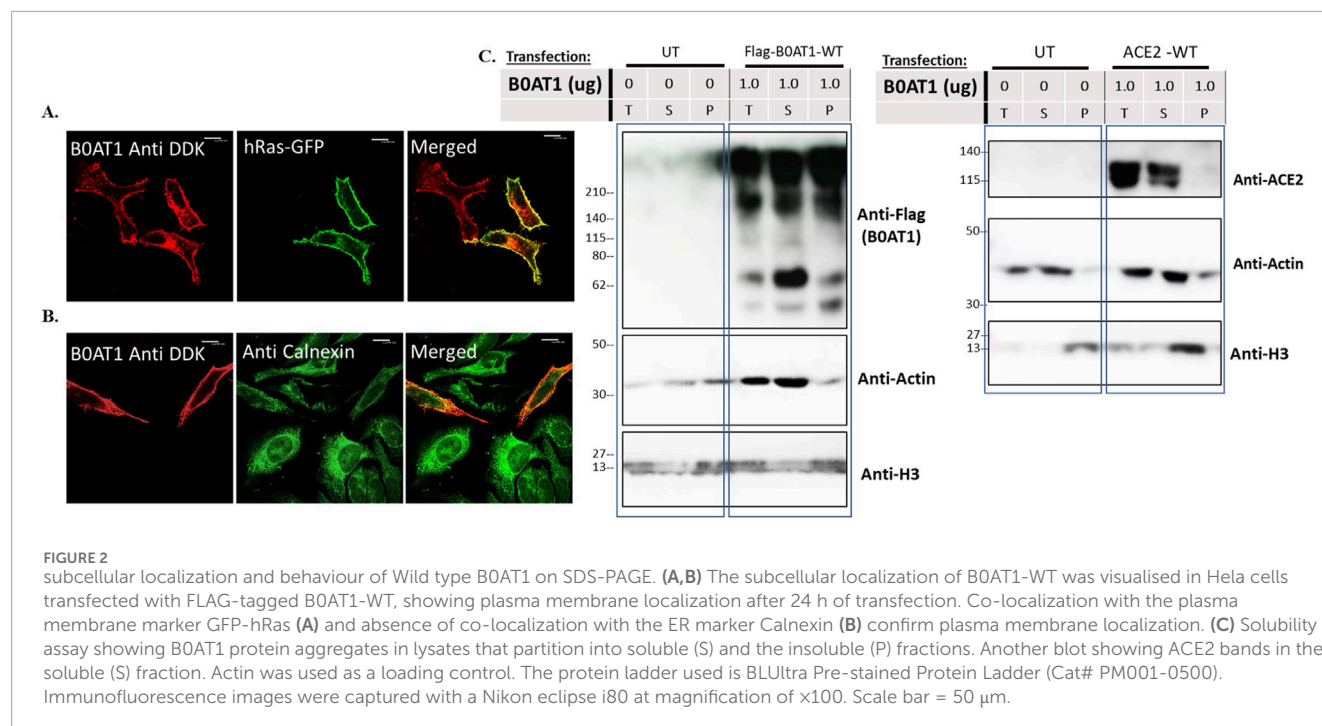 A.
B0AT1 Anti DDK
hRas-GFP
Merged
B.
B0AT1 Anti DDK
Anti Calnexin
Merged
C. Transfection: UT Flag-B0AT1-WT
B0AT1 (ug) 0 0 0 1.0 1.0 1.0
T S P T S P
210--
140--
115--
80--
62--
Anti-Flag
(B0AT1)
50--
30--
Anti-Actin
27--
13--
Anti-H3
Transfection: UT ACE2 -WT
B0AT1 (ug) 0 0 0 1.0 1.0 1.0
T S P T S P
140--
115--
Anti-ACE2
50--
30--
Anti-Actin
27--
13--
Anti-H3
FIGURE 2
subcellular localization and behaviour of Wild type B0AT1 on SDS-PAGE. (A,B) The subcellular localization of B0AT1-WT was visualised in Hela cells
transfected with FLAG-tagged B0AT1-WT, showing plasma membrane localization after 24 h of transfection. Co-localization with the plasma
membrane marker GFP-hRas (A) and absence of co-localization with the ER marker Calnexin (B) confirm plasma membrane localization. (C) Solubility
assay showing B0AT1 protein aggregates in lysates that partition into soluble (S) and the insoluble (P) fractions. Another blot showing ACE2 bands in the
soluble (S) fraction. Actin was used as a loading control. The protein ladder used is BLUltra Pre-stained Protein Ladder (Cat# PM001-0500).
Immunofluorescence images were captured with a Nikon eclipse i80 at magnification of ×100. Scale bar = 50 μm.